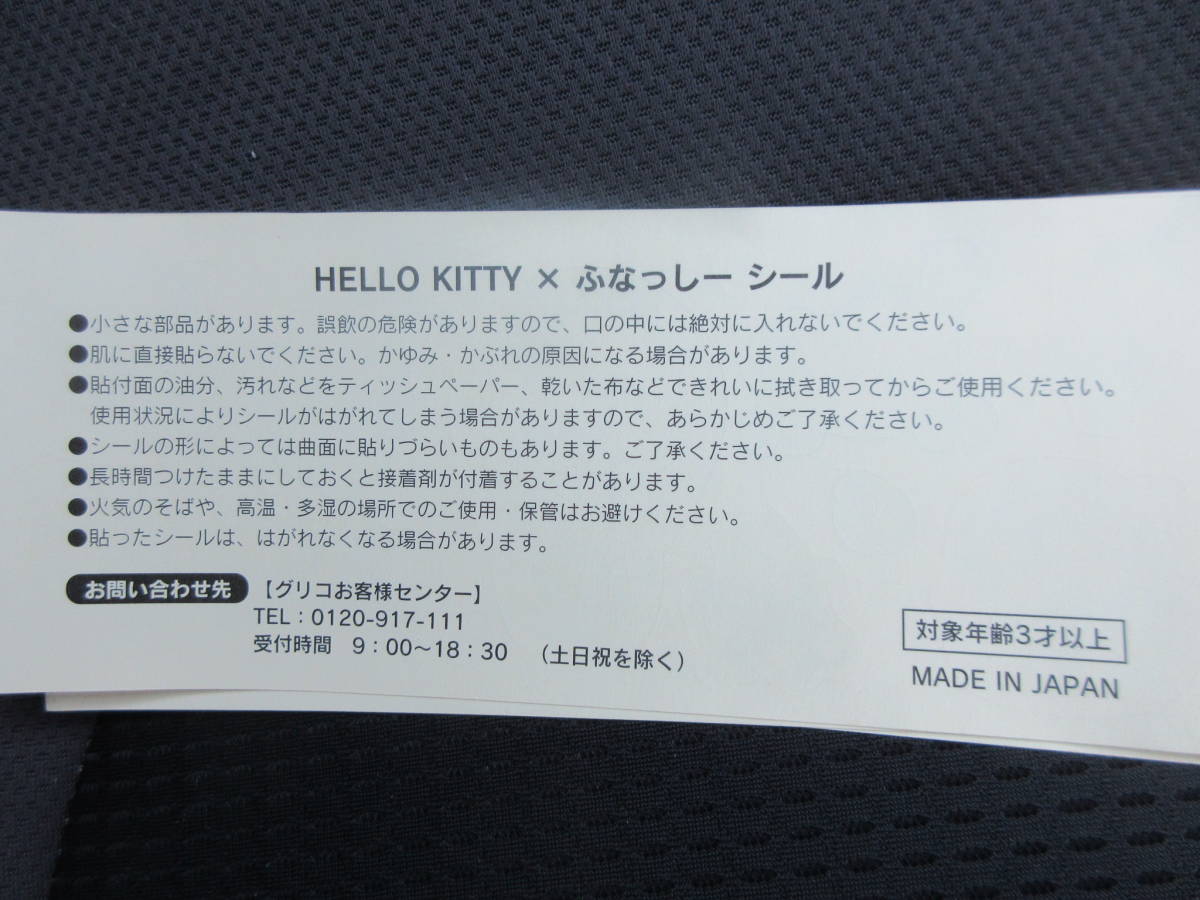 HELLO KITTY × ふなっしー シール
●小さな部品があります。誤飲の危険がありますので、口の中には絶対に入れないでください。
●肌に直接貼らないでください。かゆみ・かぶれの原因になる場合があります。
●貼付面の油分、汚れなどをティッシュペーパー、乾いた布などできれいに拭き取ってからご使用ください。
使用状況によりシールがはがれてしまう場合がありますので、あらかじめご了承ください。
●シールの形によっては曲面に貼りづらいものもあります。ご了承ください。
●長時間つけたままにしておくと接着剤が付着することがあります。
●火気のそばや、高温・多湿の場所でのご使用・保管はお避けください。
●貼ったシールは、はがれなくなる場合があります。
お問い合わせ先 【グリコお客様センター】
TEL：0120-917-111
受付時間 9：00〜18：30 （土日祝を除く）
対象年齢3才以上
MADE IN JAPAN